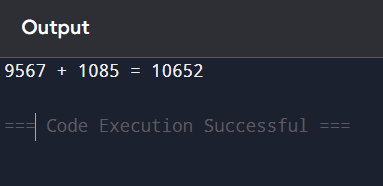 Output
9567 + 1085 = 10652
=== Code Execution Successful ===